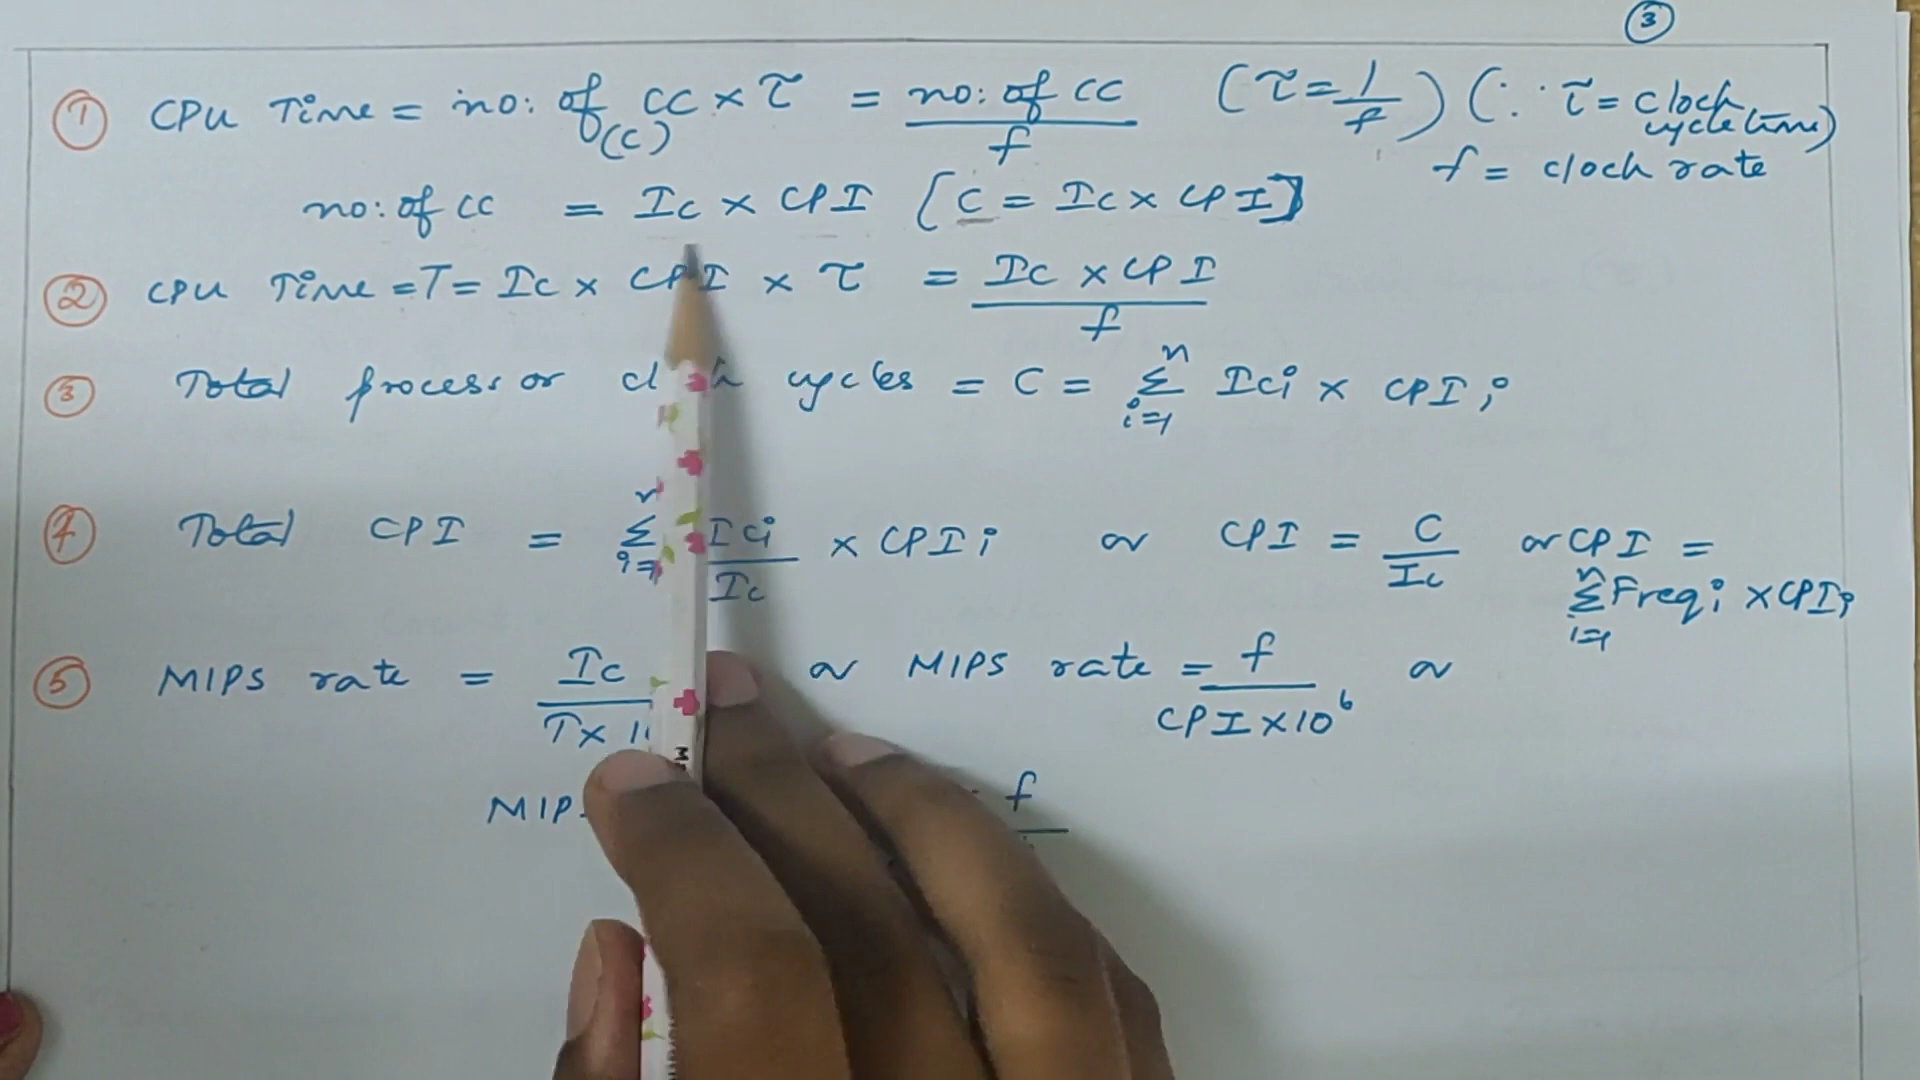 3
① CPU Time = no: of CC × τ = no: of CC / f (τ = 1/f) (∵ τ = clock cycle time)
(C) f = clock rate
no: of CC = Ic × CPI [C = Ic × CPI]
② CPU Time = T = Ic × CPI × τ = Ic × CPI / f
③ Total processor cycles = C = Σ i=1 n Ici × CPIi
④ Total CPI = Σ Ici / Ic × CPIi or CPI = C / Ic or CPI =
Σ i=1 n Freqi × CPIi
⑤ MIPS rate = Ic / T× or MIPS rate = f / CPI × 10⁶ or
f